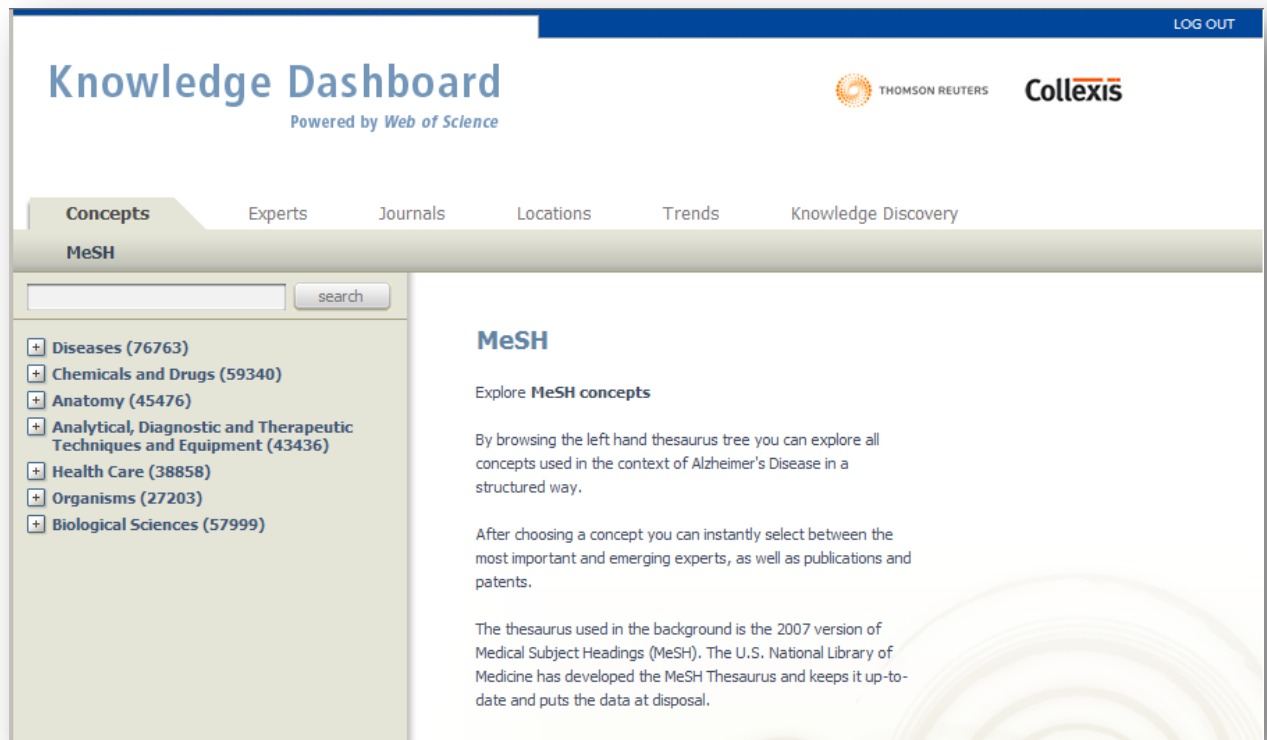 LOG OUT
Knowledge Dashboard
Powered by Web of Science
THOMSON REUTERS
Collexis
Concepts Experts Journals Locations Trends Knowledge Discovery
MeSH
search
Diseases (76763)
Chemicals and Drugs (59340)
Anatomy (45476)
Analytical, Diagnostic and Therapeutic
Techniques and Equipment (43436)
Health Care (38858)
Organisms (27203)
Biological Sciences (57999)
MeSH
Explore MeSH concepts
By browsing the left hand thesaurus tree you can explore all
concepts used in the context of Alzheimer's Disease in a
structured way.
After choosing a concept you can instantly select between the
most important and emerging experts, as well as publications and
patents.
The thesaurus used in the background is the 2007 version of
Medical Subject Headings (MeSH). The U.S. National Library of
Medicine has developed the MeSH Thesaurus and keeps it up-to-
date and puts the data at disposal.